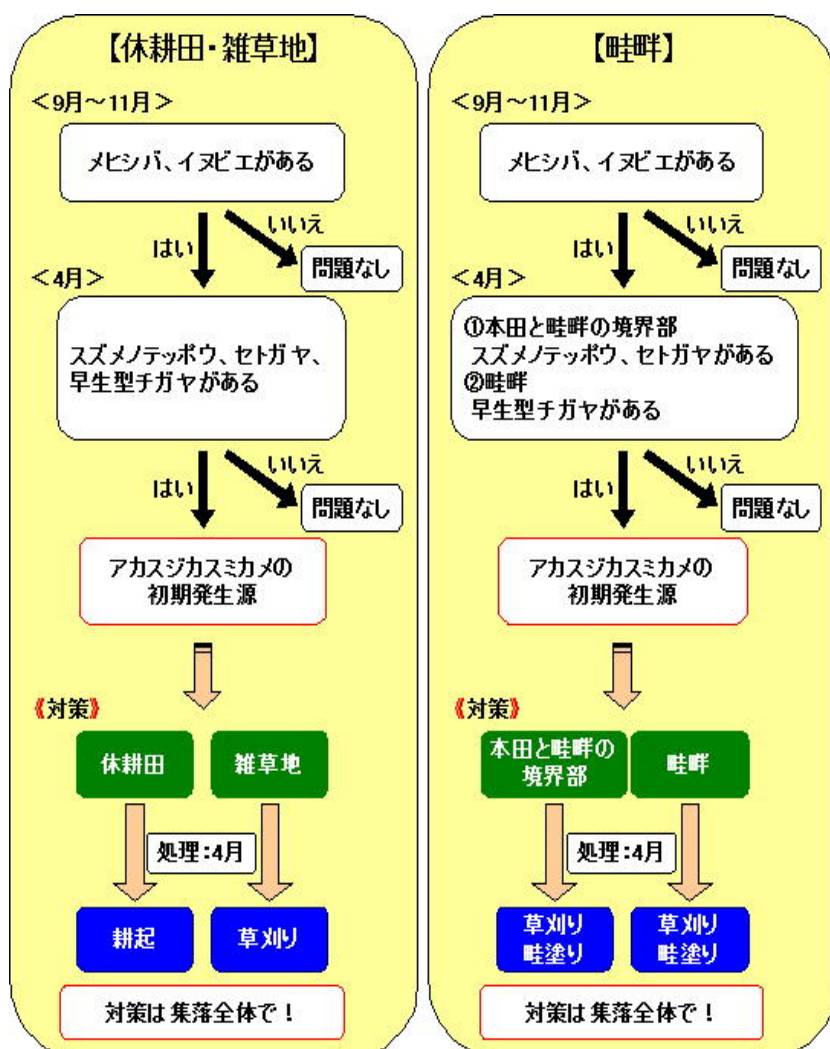 【休耕田・雑草地】
＜9月～11月＞
メヒシバ、イヌビエがある
はい
いいえ
問題なし
＜4月＞
スズメノテッポウ、セトガヤ、
早生型チガヤがある
はい
いいえ
問題なし
アカスジカスミカメの
初期発生源
《対策》
休耕田
雑草地
処理：4月
耕起
草刈り
対策は集落全体で！
【畦畔】
＜9月～11月＞
メヒシバ、イヌビエがある
はい
いいえ
問題なし
＜4月＞
①本田と畦畔の境界部
スズメノテッポウ、セトガヤがある
②畦畔
早生型チガヤがある
はい
いいえ
問題なし
アカスジカスミカメの
初期発生源
《対策》
本田と畦畔の
境界部
畦畔
処理：4月
草刈り
畦塗り
草刈り
畦塗り
対策は集落全体で！